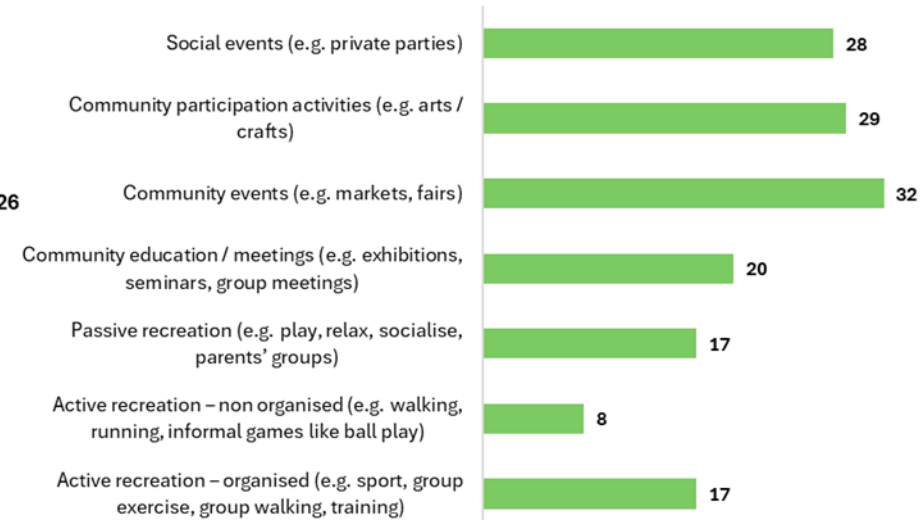 Social events (e.g. private parties)
28
Community participation activities (e.g. arts /
crafts)
29
26
Community events (e.g. markets, fairs)
32
Community education / meetings (e.g. exhibitions,
seminars, group meetings)
20
Passive recreation (e.g. play, relax, socialise,
parents’ groups)
17
Active recreation – non organised (e.g. walking,
running, informal games like ball play)
8
Active recreation – organised (e.g. sport, group
exercise, group walking, training)
17